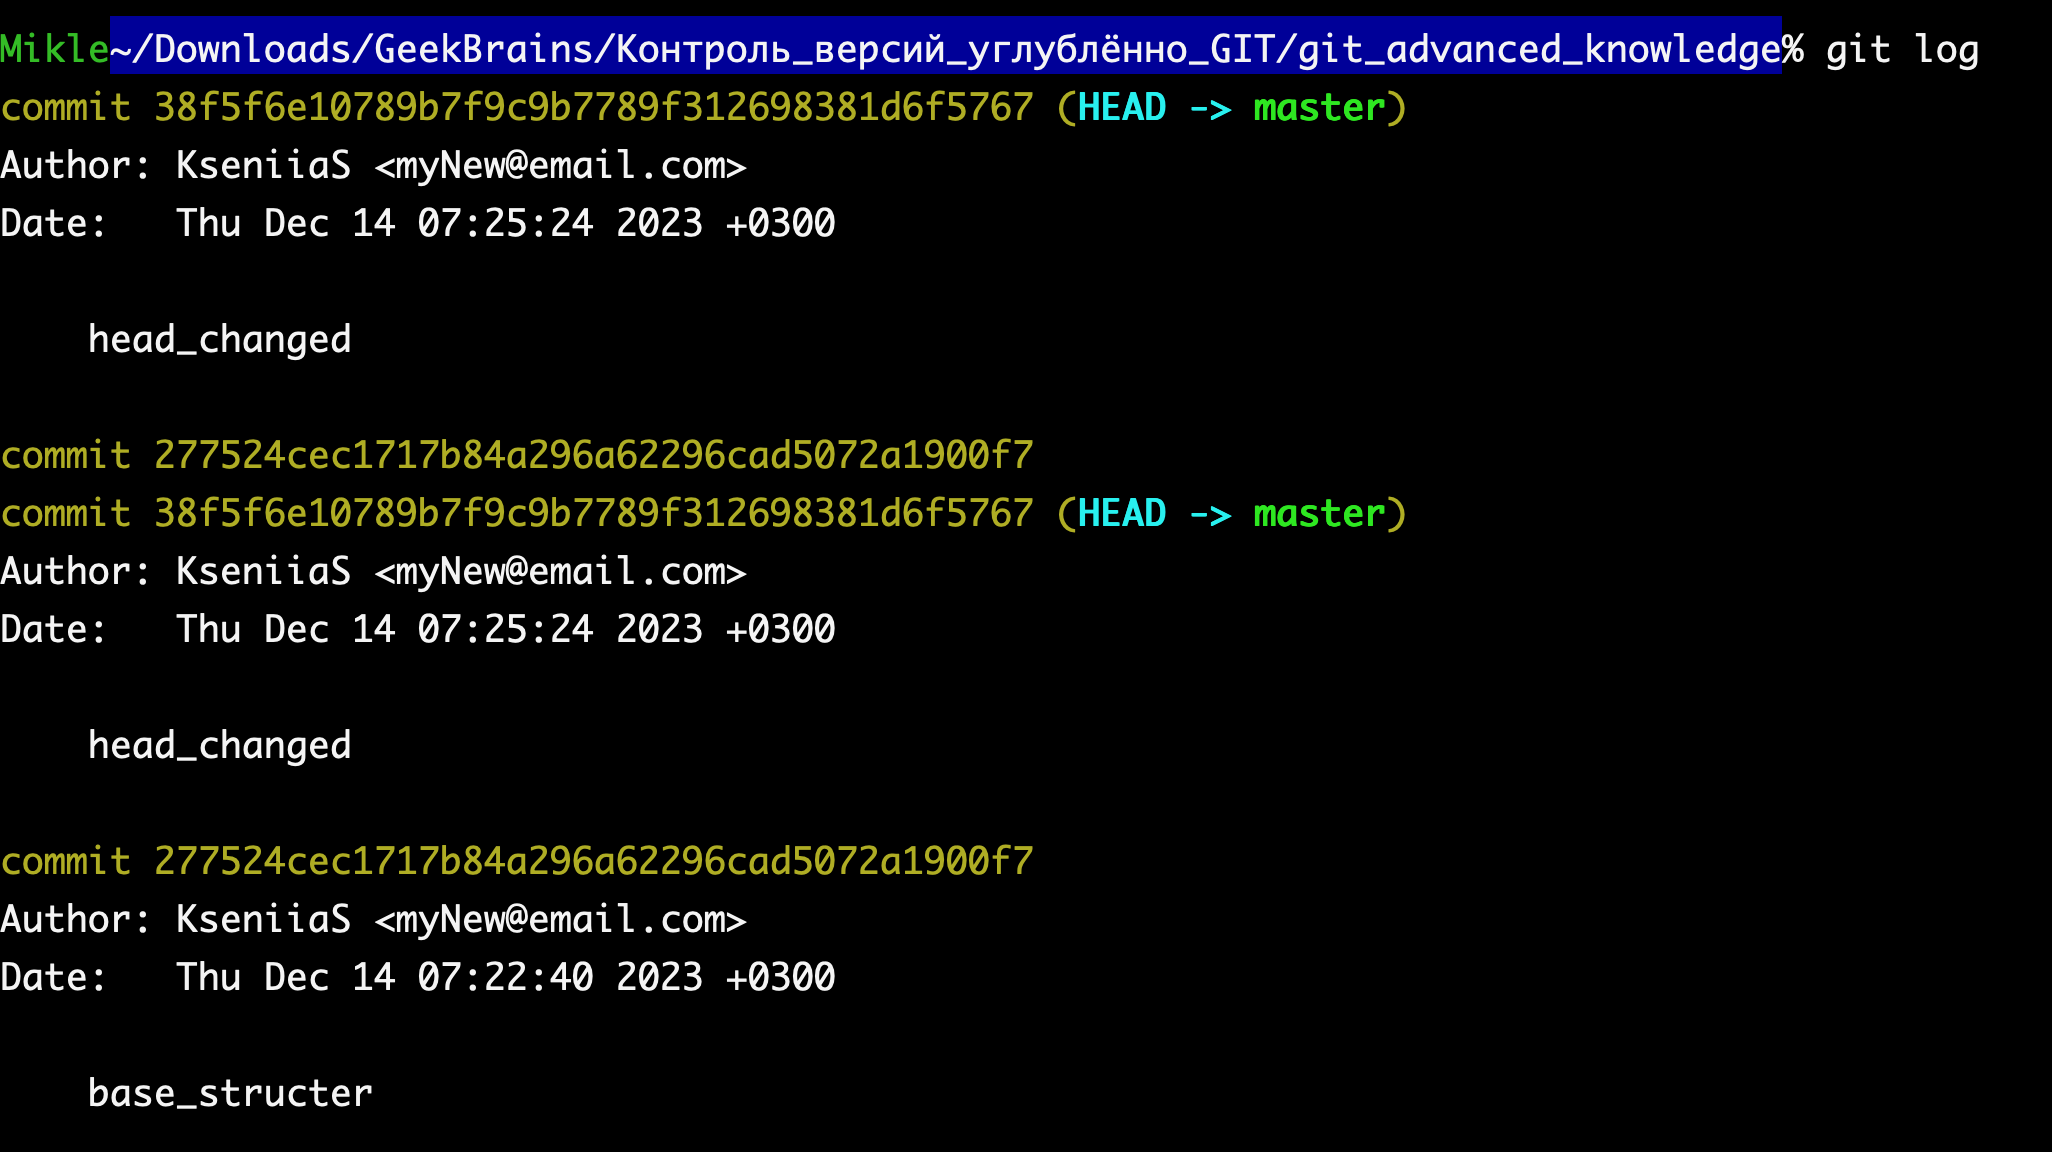 Mikle~/Downloads/GeekBrains/Контроль_версий_углублённо_GIT/git_advanced_knowledge% git log
commit 38f5f6e10789b7f9c9b7789f312698381d6f5767 (HEAD -> master)
Author: KseniiaS <myNew@email.com>
Date:   Thu Dec 14 07:25:24 2023 +0300
    head_changed
commit 277524cec1717b84a296a62296cad5072a1900f7
commit 38f5f6e10789b7f9c9b7789f312698381d6f5767 (HEAD -> master)
Author: KseniiaS <myNew@email.com>
Date:   Thu Dec 14 07:25:24 2023 +0300
    head_changed
commit 277524cec1717b84a296a62296cad5072a1900f7
Author: KseniiaS <myNew@email.com>
Date:   Thu Dec 14 07:22:40 2023 +0300
    base_structer